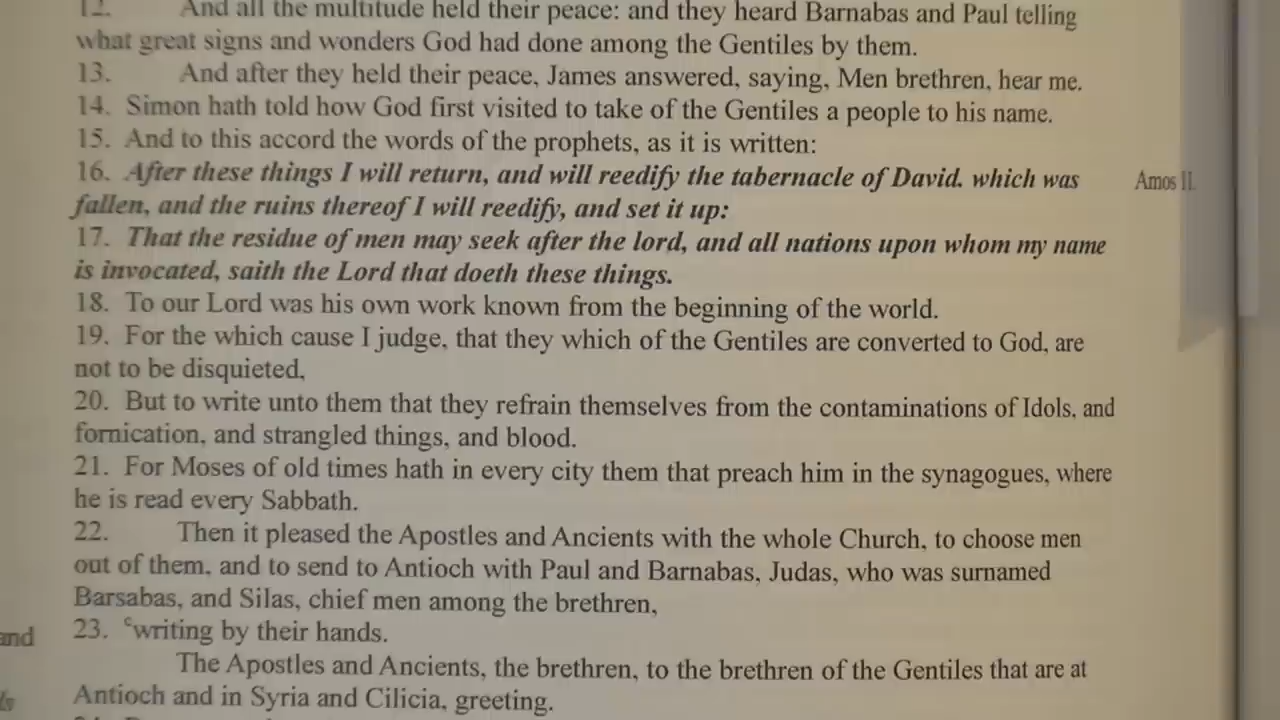 12. And all the multitude held their peace: and they heard Barnabas and Paul telling
what great signs and wonders God had done among the Gentiles by them.
13. And after they held their peace, James answered, saying, Men brethren, hear me.
14. Simon hath told how God first visited to take of the Gentiles a people to his name.
15. And to this accord the words of the prophets, as it is written:
16. After these things I will return, and will reedify the tabernacle of David. which was
fallen, and the ruins thereof I will reedify, and set it up:
Amos II.
17. That the residue of men may seek after the lord, and all nations upon whom my name
is invocated, saith the Lord that doeth these things.
18. To our Lord was his own work known from the beginning of the world.
19. For the which cause I judge, that they which of the Gentiles are converted to God, are
not to be disquieted,
20. But to write unto them that they refrain themselves from the contaminations of Idols, and
fornication, and strangled things, and blood.
21. For Moses of old times hath in every city them that preach him in the synagogues, where
he is read every Sabbath.
22. Then it pleased the Apostles and Ancients with the whole Church, to choose men
out of them, and to send to Antioch with Paul and Barnabas, Judas, who was surnamed
Barsabas, and Silas, chief men among the brethren,
23. ᶜwriting by their hands.
and
The Apostles and Ancients, the brethren, to the brethren of the Gentiles that are at
Antioch and in Syria and Cilicia, greeting.